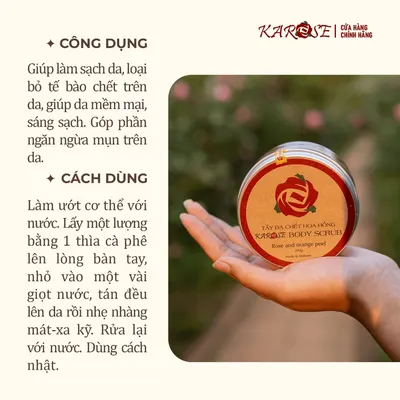 KAROSE
CỬA HÀNG
CHÍNH HÃNG
✦ CÔNG DỤNG
Giúp làm sạch da, loại
bỏ tế bào chết trên
da, giúp da mềm mại,
sáng sạch. Góp phần
ngăn ngừa mụn trên
da.
✦ CÁCH DÙNG
Làm ướt cơ thể với
nước. Lấy một lượng
bằng 1 thìa cà phê
lên lòng bàn tay,
nhỏ vào một vài
giọt nước, tán đều
lên da rồi nhẹ nhàng
mát-xa kỹ. Rửa lại
với nước. Dùng cách
nhật.
TẨY DA CHẾT HOA HỒNG
KAROSE BODY SCRUB
Rose and orange peel